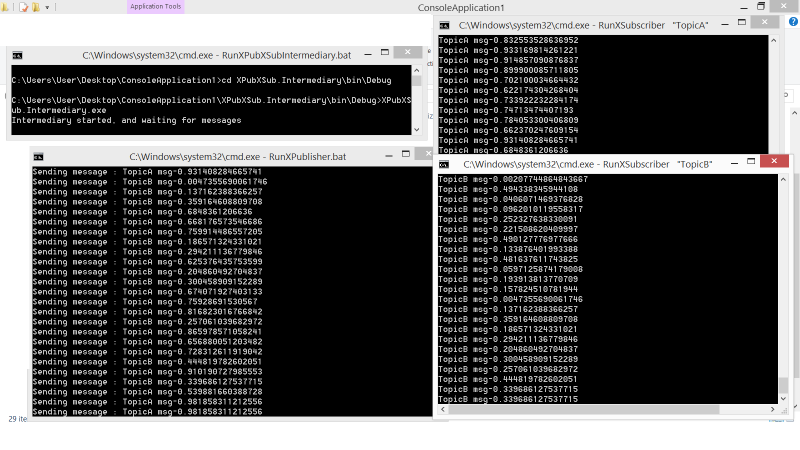 Application Tools
ConsoleApplication1
C:\Windows\system32\cmd.exe - RunXPubXSubIntermediary.bat
C:\Users\User\Desktop\ConsoleApplication1>cd XPubXSub.Intermediary\bin\Debug
C:\Users\User\Desktop\ConsoleApplication1\XPubXSub.Intermediary\bin\Debug>XPubXS
ub.Intermediary.exe
Intermediary started, and waiting for messages
C:\Windows\system32\cmd.exe - RunXPublisher.bat
Sending message : TopicA msg-0.931408284665741
Sending message : TopicB msg-0.0047355690061746
Sending message : TopicB msg-0.137162388366257
Sending message : TopicB msg-0.359164608809708
Sending message : TopicA msg-0.6848361206636
Sending message : TopicA msg-0.668176573546686
Sending message : TopicA msg-0.759914486557205
Sending message : TopicB msg-0.186571324331021
Sending message : TopicB msg-0.294211136779846
Sending message : TopicA msg-0.625376435753599
Sending message : TopicB msg-0.204860492704837
Sending message : TopicB msg-0.300458909152289
Sending message : TopicA msg-0.674071927403133
Sending message : TopicA msg-0.75928691530567
Sending message : TopicA msg-0.816823016766842
Sending message : TopicB msg-0.257061039682972
Sending message : TopicA msg-0.865978571058241
Sending message : TopicA msg-0.656880051203482
Sending message : TopicA msg-0.728312611919042
Sending message : TopicB msg-0.444819782602051
Sending message : TopicA msg-0.910190727985553
Sending message : TopicB msg-0.339686127537715
Sending message : TopicA msg-0.539881660388728
Sending message : TopicA msg-0.981858311212556
Sending message : TopicA msg-0.981858311212556
C:\Windows\system32\cmd.exe - RunXSubscriber "TopicA"
TopicA msg-0.832553528636952
TopicA msg-0.933169814261221
TopicA msg-0.914857090876837
TopicA msg-0.899900085711805
TopicA msg-0.702100034664432
TopicA msg-0.622174304268404
TopicA msg-0.733922232284174
TopicA msg-0.74713474407193
TopicA msg-0.784053300406809
TopicA msg-0.662370247609154
TopicA msg-0.931408284665741
TopicA msg-0.6848361206636
C:\Windows\system32\cmd.exe - RunXSubscriber "TopicB"
TopicB msg-0.00207744864843667
TopicB msg-0.494338345944108
TopicB msg-0.0406071469376828
TopicB msg-0.0962010119558317
TopicB msg-0.252327638330091
TopicB msg-0.221508620409997
TopicB msg-0.490127776977666
TopicB msg-0.133876401993388
TopicB msg-0.481637611743825
TopicB msg-0.0597125874179008
TopicB msg-0.193913813770709
TopicB msg-0.157824510781944
TopicB msg-0.0047355690061746
TopicB msg-0.137162388366257
TopicB msg-0.359164608809708
TopicB msg-0.186571324331021
TopicB msg-0.294211136779846
TopicB msg-0.204860492704837
TopicB msg-0.300458909152289
TopicB msg-0.257061039682972
TopicB msg-0.444819782602051
TopicB msg-0.339686127537715
TopicB msg-0.339686127537715
29 ite